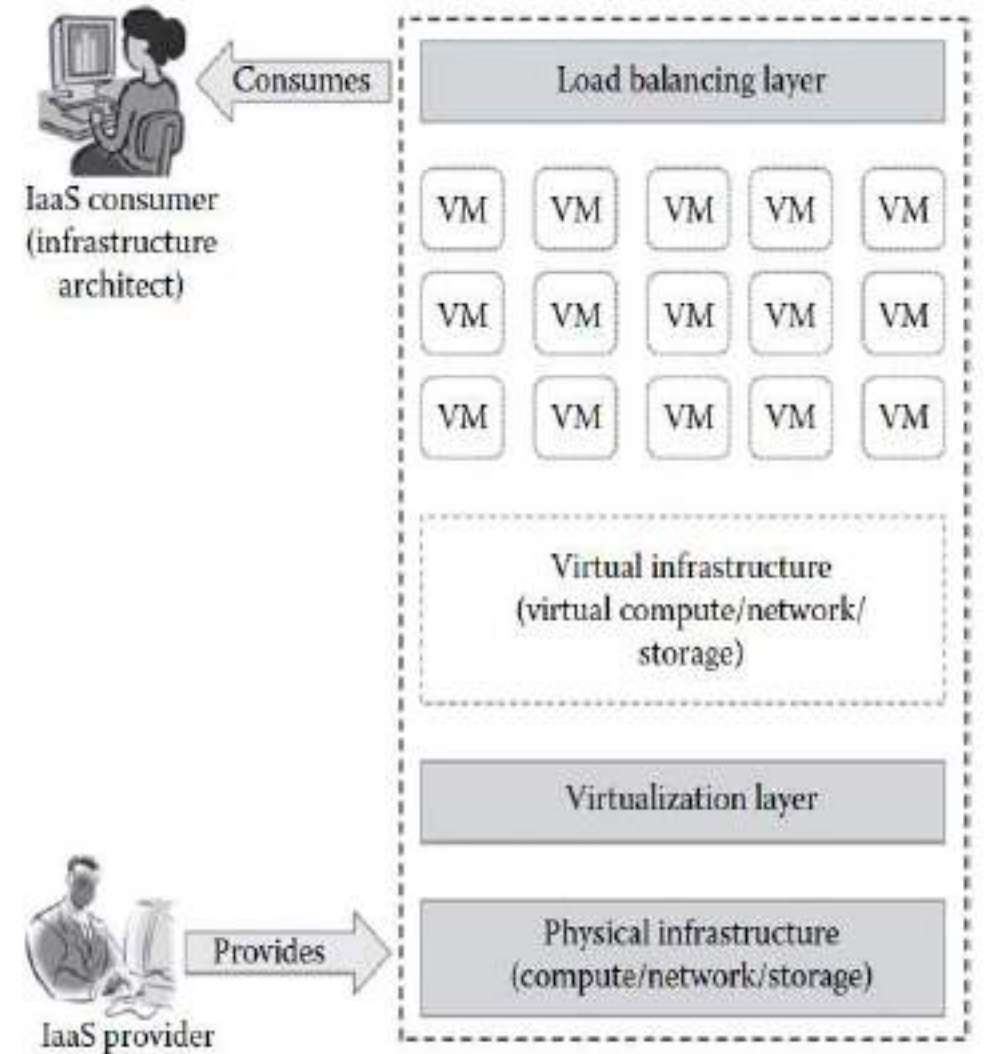 Consumes
Load balancing layer
IaaS consumer
(infrastructure
architect)
VM VM VM VM VM
VM VM VM VM VM
VM VM VM VM VM
Virtual infrastructure
(virtual compute/network/
storage)
Virtualization layer
Provides
Physical infrastructure
(compute/network/storage)
IaaS provider